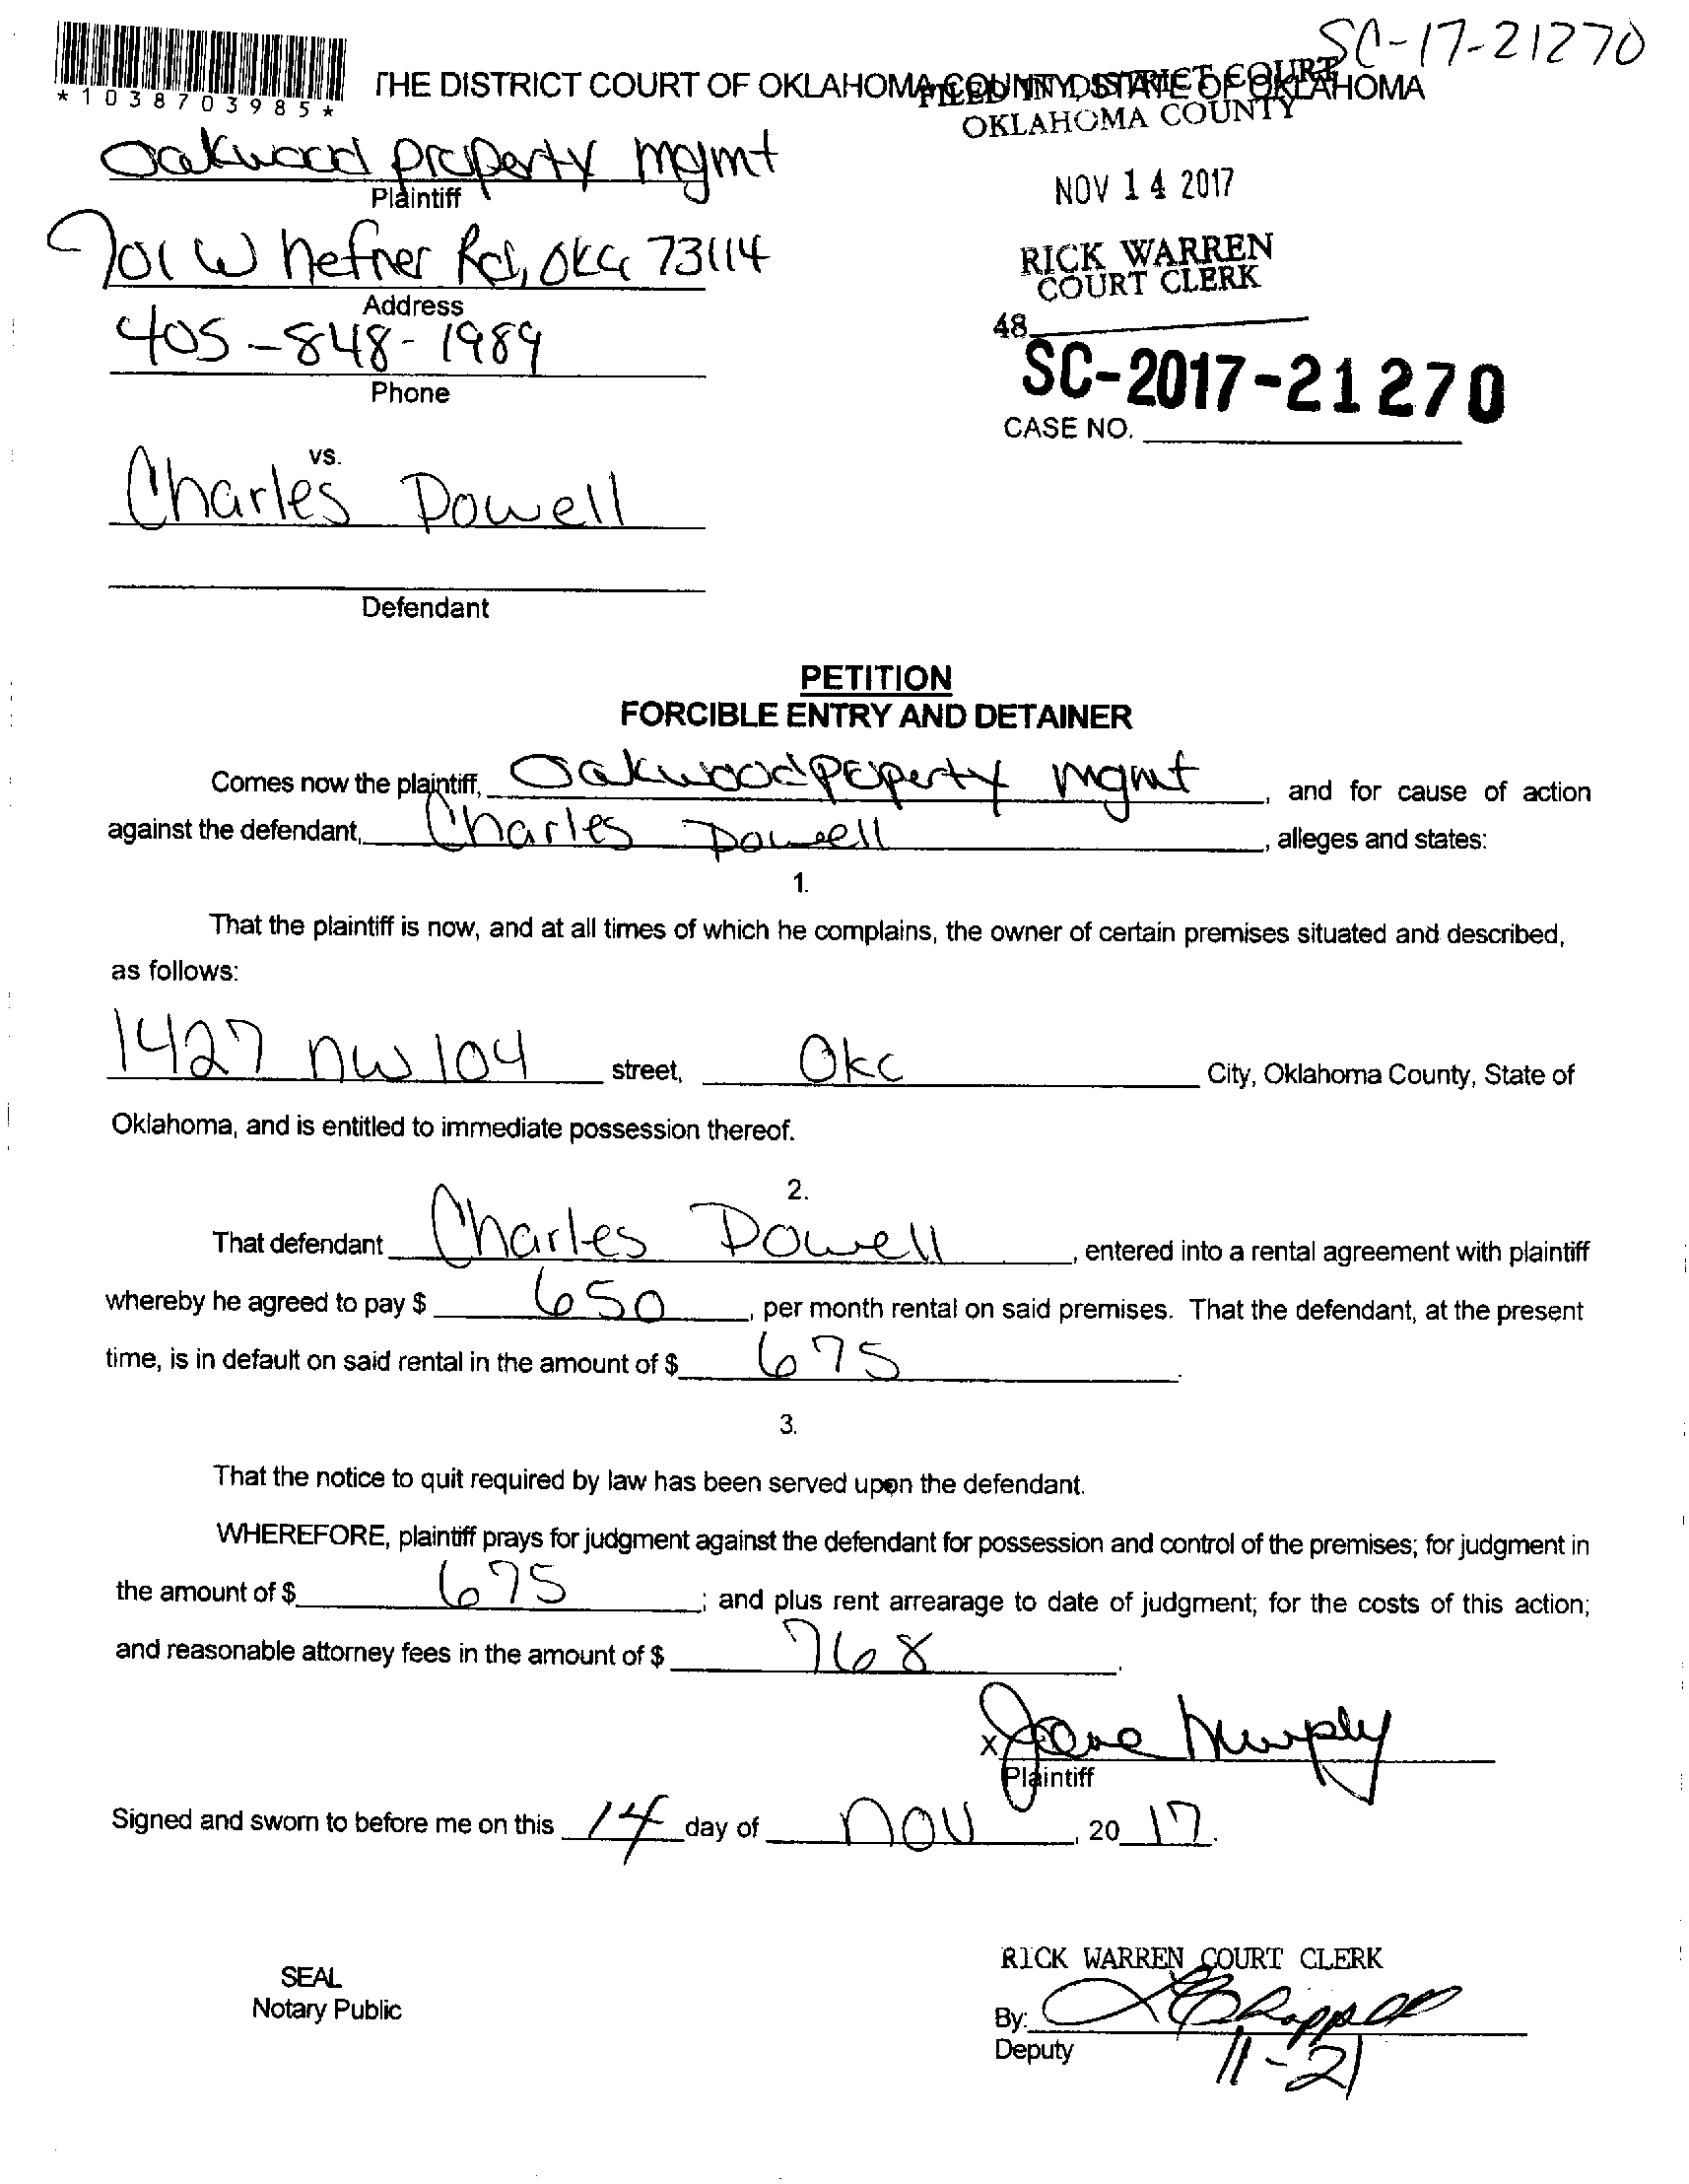 SC-17-21270
*1038703985*
THE DISTRICT COURT OF OKLAHOMA COUNTY, STATE OF OKLAHOMA
FILED IN DISTRICT COURT
OKLAHOMA COUNTY
Oakwood property mgmt
Plaintiff
NOV 14 2017
701 W hefner Rd, OKC 73114
RICK WARREN
COURT CLERK
Address
405-848-1989
48
Phone
SC-2017-21270
CASE NO.
vs.
Charles Powell
Defendant
PETITION
FORCIBLE ENTRY AND DETAINER
Comes now the plaintiff, Oakwood property mgmt, and for cause of action
against the defendant, Charles Powell, alleges and states:
1.
That the plaintiff is now, and at all times of which he complains, the owner of certain premises situated and described,
as follows:
1427 nw 104 street, Okc City, Oklahoma County, State of
Oklahoma, and is entitled to immediate possession thereof.
2.
That defendant Charles Powell, entered into a rental agreement with plaintiff
whereby he agreed to pay $ 650, per month rental on said premises. That the defendant, at the present
time, is in default on said rental in the amount of $ 675.
3.
That the notice to quit required by law has been served upon the defendant.
WHEREFORE, plaintiff prays for judgment against the defendant for possession and control of the premises; for judgment in
the amount of $ 675; and plus rent arrearage to date of judgment; for the costs of this action;
and reasonable attorney fees in the amount of $ 768.
x Jane Murphy
Plaintiff
Signed and sworn to before me on this 14 day of nov, 2017.
SEAL
Notary Public
RICK WARREN COURT CLERK
By:
Deputy
11-21